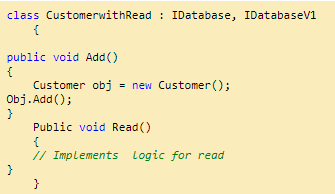 class CustomerwithRead : IDatabase, IDatabaseV1
{
public void Add()
{
Customer obj = new Customer();
Obj.Add();
}
Public void Read()
{
// Implements  logic for read
}
}